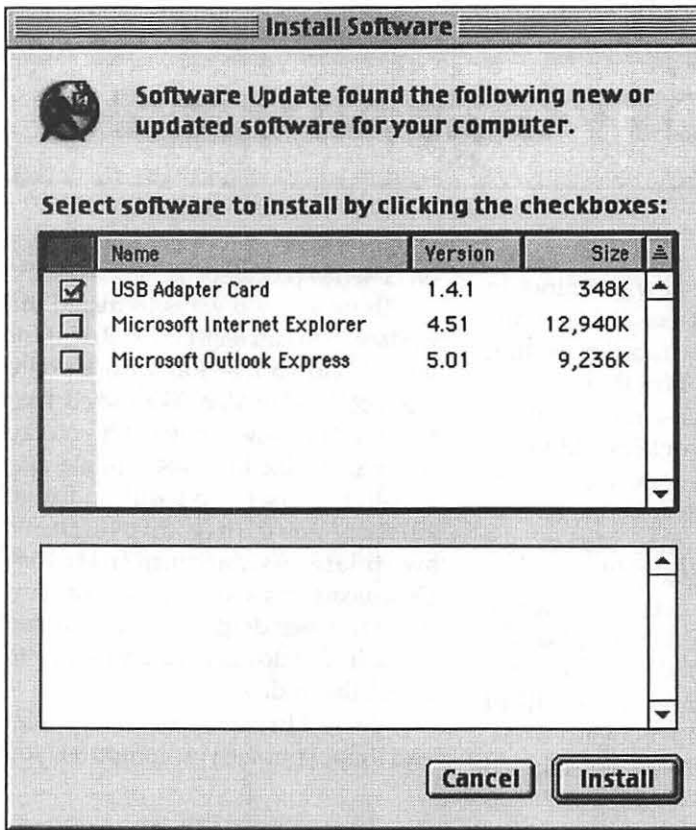 Install Software
Software Update found the following new or
updated software for your computer.
Select software to install by clicking the checkboxes:
Name Version Size
USB Adapter Card 1.4.1 348K
Microsoft Internet Explorer 4.51 12,940K
Microsoft Outlook Express 5.01 9,236K
Cancel Install